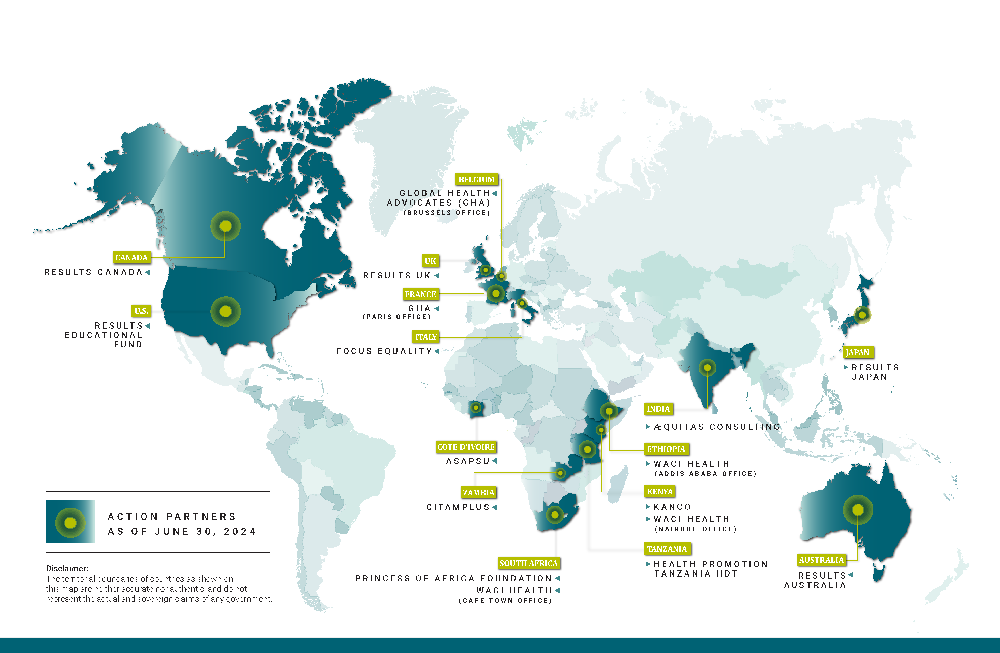 BELGIUM
GLOBAL HEALTH
ADVOCATES (GHA)
(BRUSSELS OFFICE)
CANADA
RESULTS CANADA
UK
RESULTS UK
FRANCE
GHA
(PARIS OFFICE)
U.S.
RESULTS
EDUCATIONAL
FUND
ITALY
FOCUS EQUALITY
JAPAN
RESULTS
JAPAN
INDIA
ÆQUITAS CONSULTING
COTE D'IVOIRE
ASAPSU
ETHIOPIA
WACI HEALTH
(ADDIS ABABA OFFICE)
ZAMBIA
CITAMPLUS
KENYA
KANCO
WACI HEALTH
(NAIROBI OFFICE)
TANZANIA
HEALTH PROMOTION
TANZANIA HDT
SOUTH AFRICA
PRINCESS OF AFRICA FOUNDATION
WACI HEALTH
(CAPE TOWN OFFICE)
AUSTRALIA
RESULTS
AUSTRALIA
ACTION PARTNERS
AS OF JUNE 30, 2024
Disclaimer:
The territorial boundaries of countries as shown on
this map are neither accurate nor authentic, and do not
represent the actual and sovereign claims of any government.